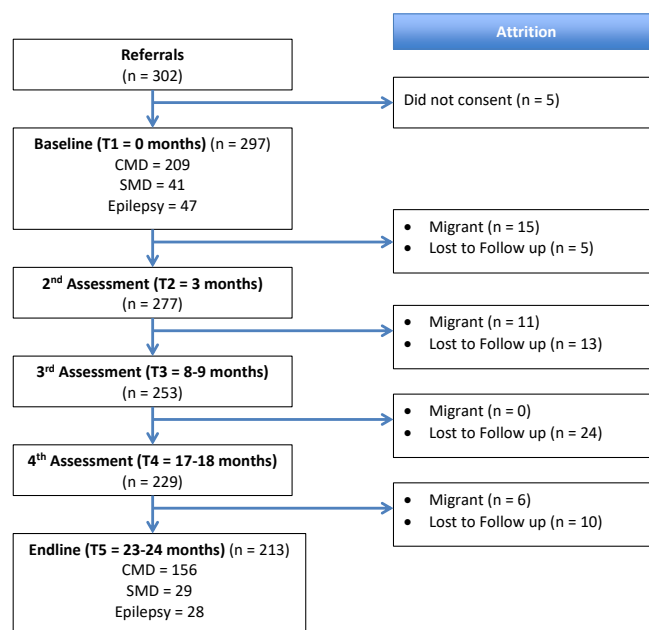 Attrition
Referrals
(n = 302)
Did not consent (n = 5)
Baseline (T1 = 0 months) (n = 297)
CMD = 209
SMD = 41
Epilepsy = 47
• Migrant (n = 15)
• Lost to Follow up (n = 5)
2nd Assessment (T2 = 3 months)
(n = 277)
• Migrant (n = 11)
• Lost to Follow up (n = 13)
3rd Assessment (T3 = 8-9 months)
(n = 253)
• Migrant (n = 0)
• Lost to Follow up (n = 24)
4th Assessment (T4 = 17-18 months)
(n = 229)
• Migrant (n = 6)
• Lost to Follow up (n = 10)
Endline (T5 = 23-24 months) (n = 213)
CMD = 156
SMD = 29
Epilepsy = 28